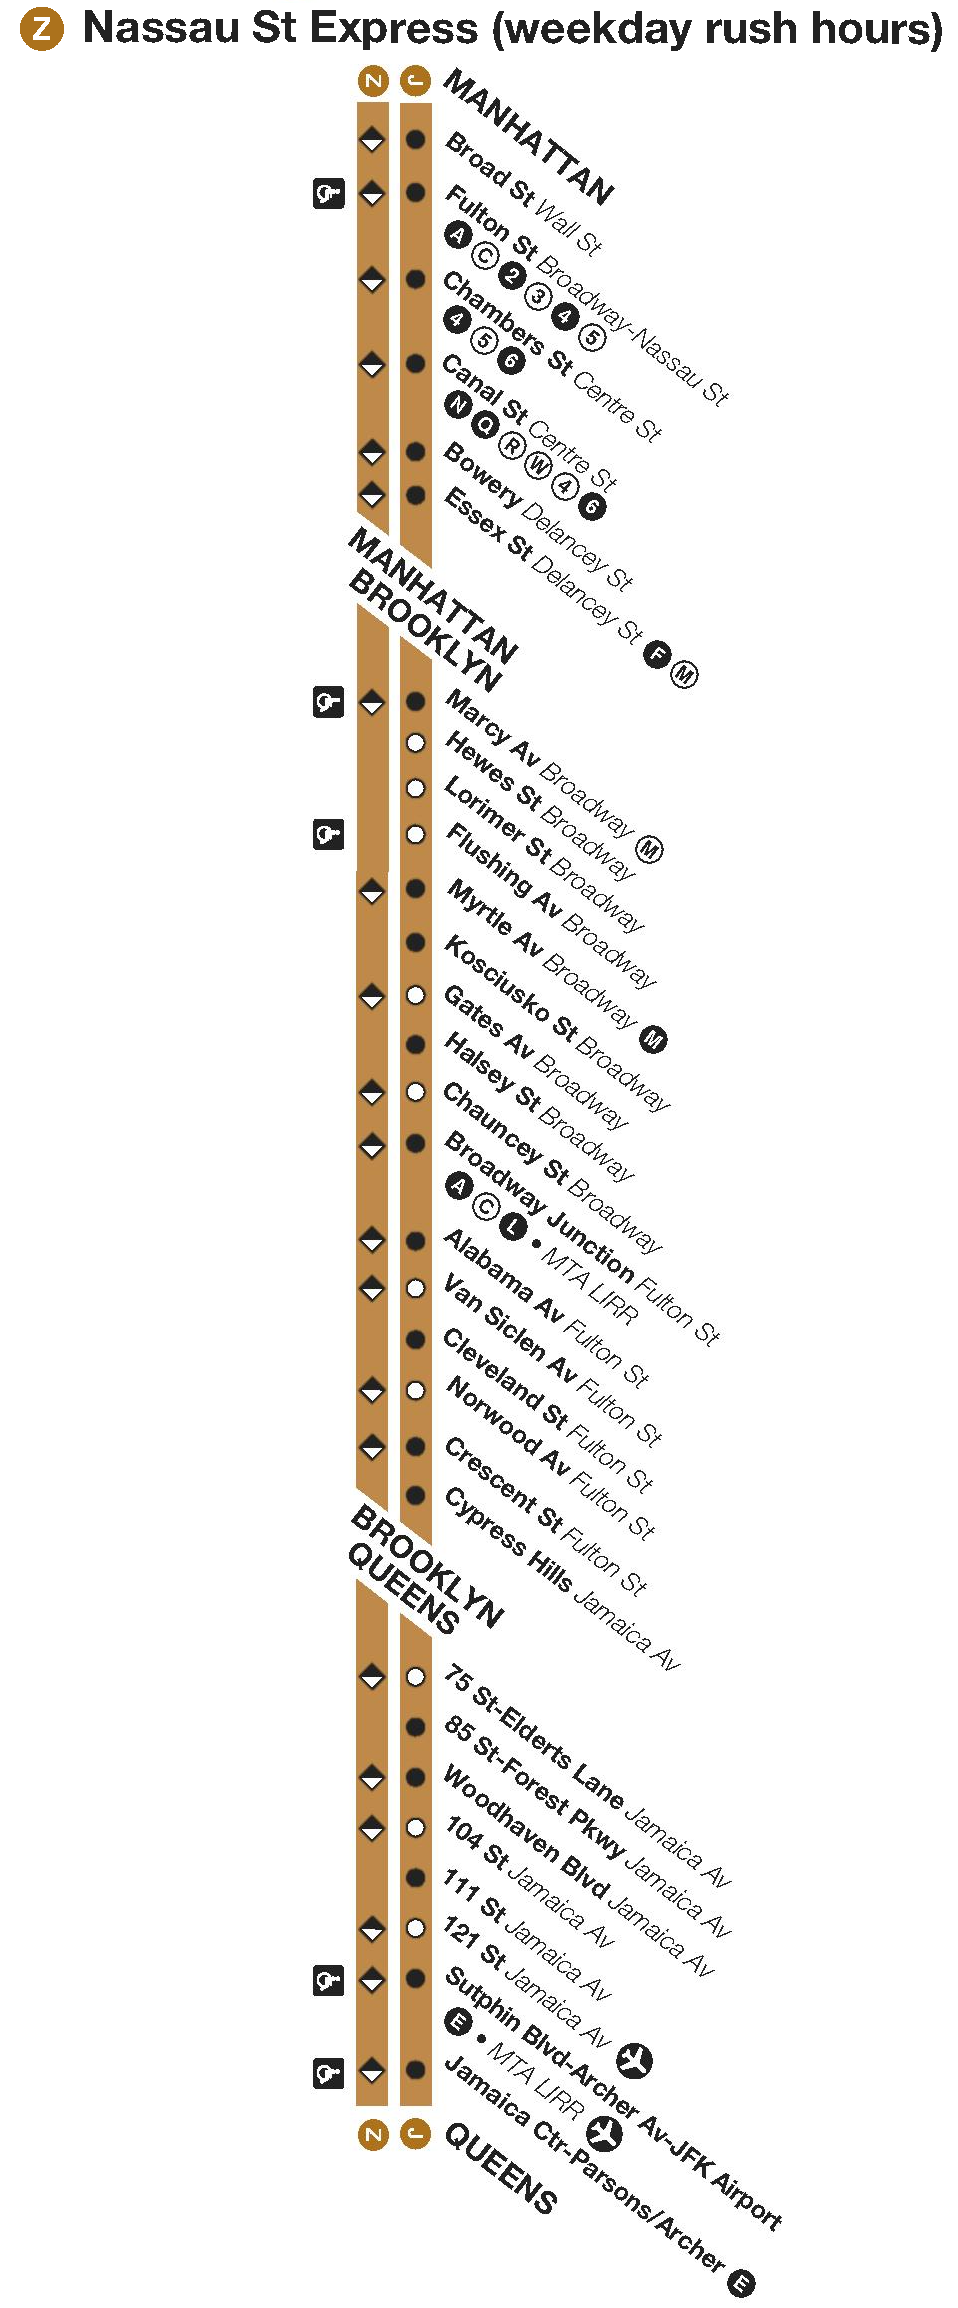 Z Nassau St Express (weekday rush hours)
Z J MANHATTAN
Broad St Wall St
Fulton St Broadway-Nassau St
A C 2 3 4 5
Chambers St Centre St
4 5 6
Canal St Centre St
N Q R W 4 6
Bowery Delancey St
Essex St Delancey St F M
MANHATTAN
BROOKLYN
Marcy Av Broadway M
Hewes St Broadway
Lorimer St Broadway
Flushing Av Broadway
Myrtle Av Broadway M
Kosciusko St Broadway
Gates Av Broadway
Halsey St Broadway
Chauncey St Broadway
Broadway Junction Fulton St
A C L • MTA LIRR
Alabama Av Fulton St
Van Siclen Av Fulton St
Cleveland St Fulton St
Norwood Av Fulton St
Crescent St Fulton St
Cypress Hills Jamaica Av
BROOKLYN
QUEENS
75 St-Elderts Lane Jamaica Av
85 St-Forest Pkwy Jamaica Av
Woodhaven Blvd Jamaica Av
104 St Jamaica Av
111 St Jamaica Av
121 St Jamaica Av
Sutphin Blvd-Archer Av-JFK Airport
E • MTA LIRR
Jamaica Ctr-Parsons/Archer E
Z J QUEENS